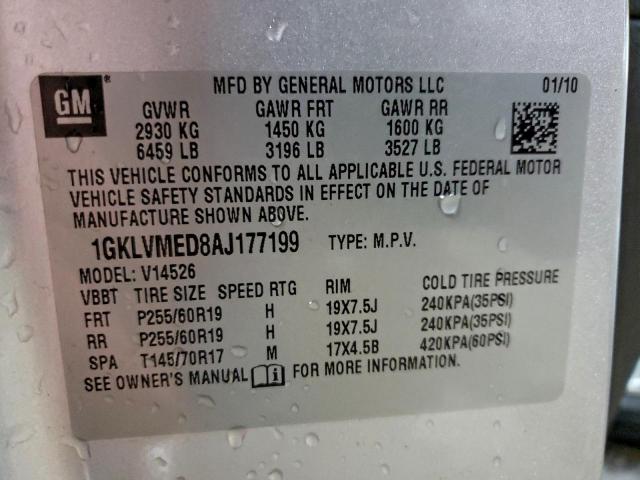 GM ® MFD BY GENERAL MOTORS LLC 01/10
GVWR GAWR FRT GAWR RR
2930 KG 1450 KG 1600 KG
6459 LB 3196 LB 3527 LB
THIS VEHICLE CONFORMS TO ALL APPLICABLE U.S. FEDERAL MOTOR
VEHICLE SAFETY STANDARDS IN EFFECT ON THE DATE OF
MANUFACTURE SHOWN ABOVE.
1GKLVMED8AJ177199 TYPE: M.P.V.
MODEL: V14526
VBBT TIRE SIZE SPEED RTG RIM COLD TIRE PRESSURE
FRT P255/60R19 H 19X7.5J 240KPA(35PSI)
RR P255/60R19 H 19X7.5J 240KPA(35PSI)
SPA T145/70R17 M 17X4.5B 420KPA(60PSI)
SEE OWNER'S MANUAL FOR MORE INFORMATION.